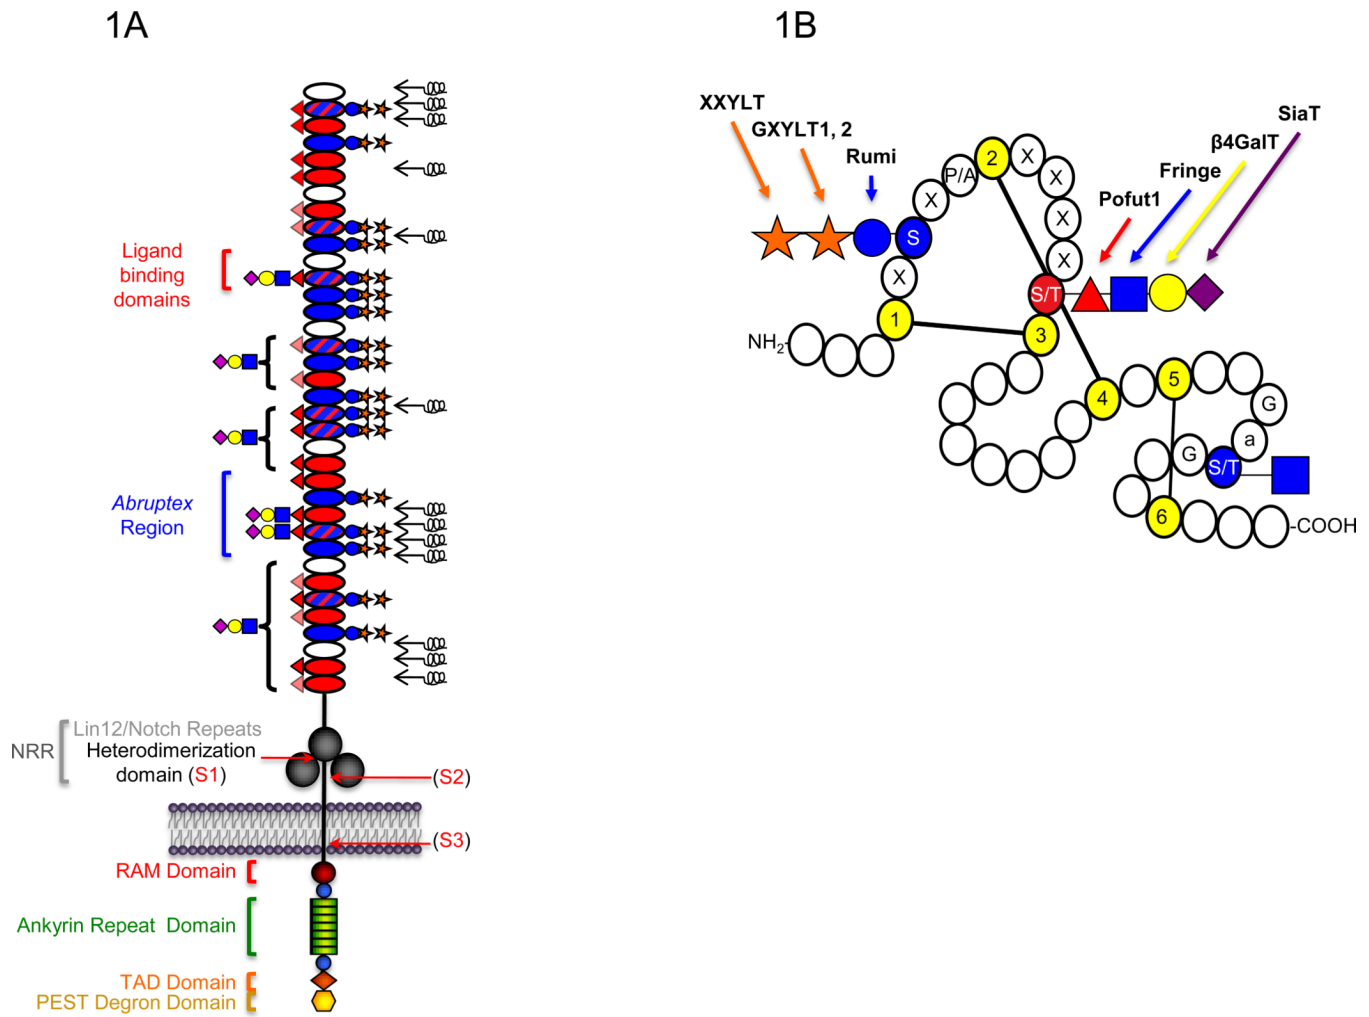 1A
Ligand
binding
domains
Abruptex
Region
NRR
Lin12/Notch Repeats
Heterodimerization
domain (S1)
(S2)
(S3)
RAM Domain
Ankyrin Repeat Domain
TAD Domain
PEST Degron Domain
1B
XXYLT
GXYLT1, 2
Rumi
SiaT
β4GalT
Fringe
Pofut1
NH2-
1
X
S
X
P/A
2
X
X
X
X
S/T
3
4
5
G
a
S/T
G
6
-COOH